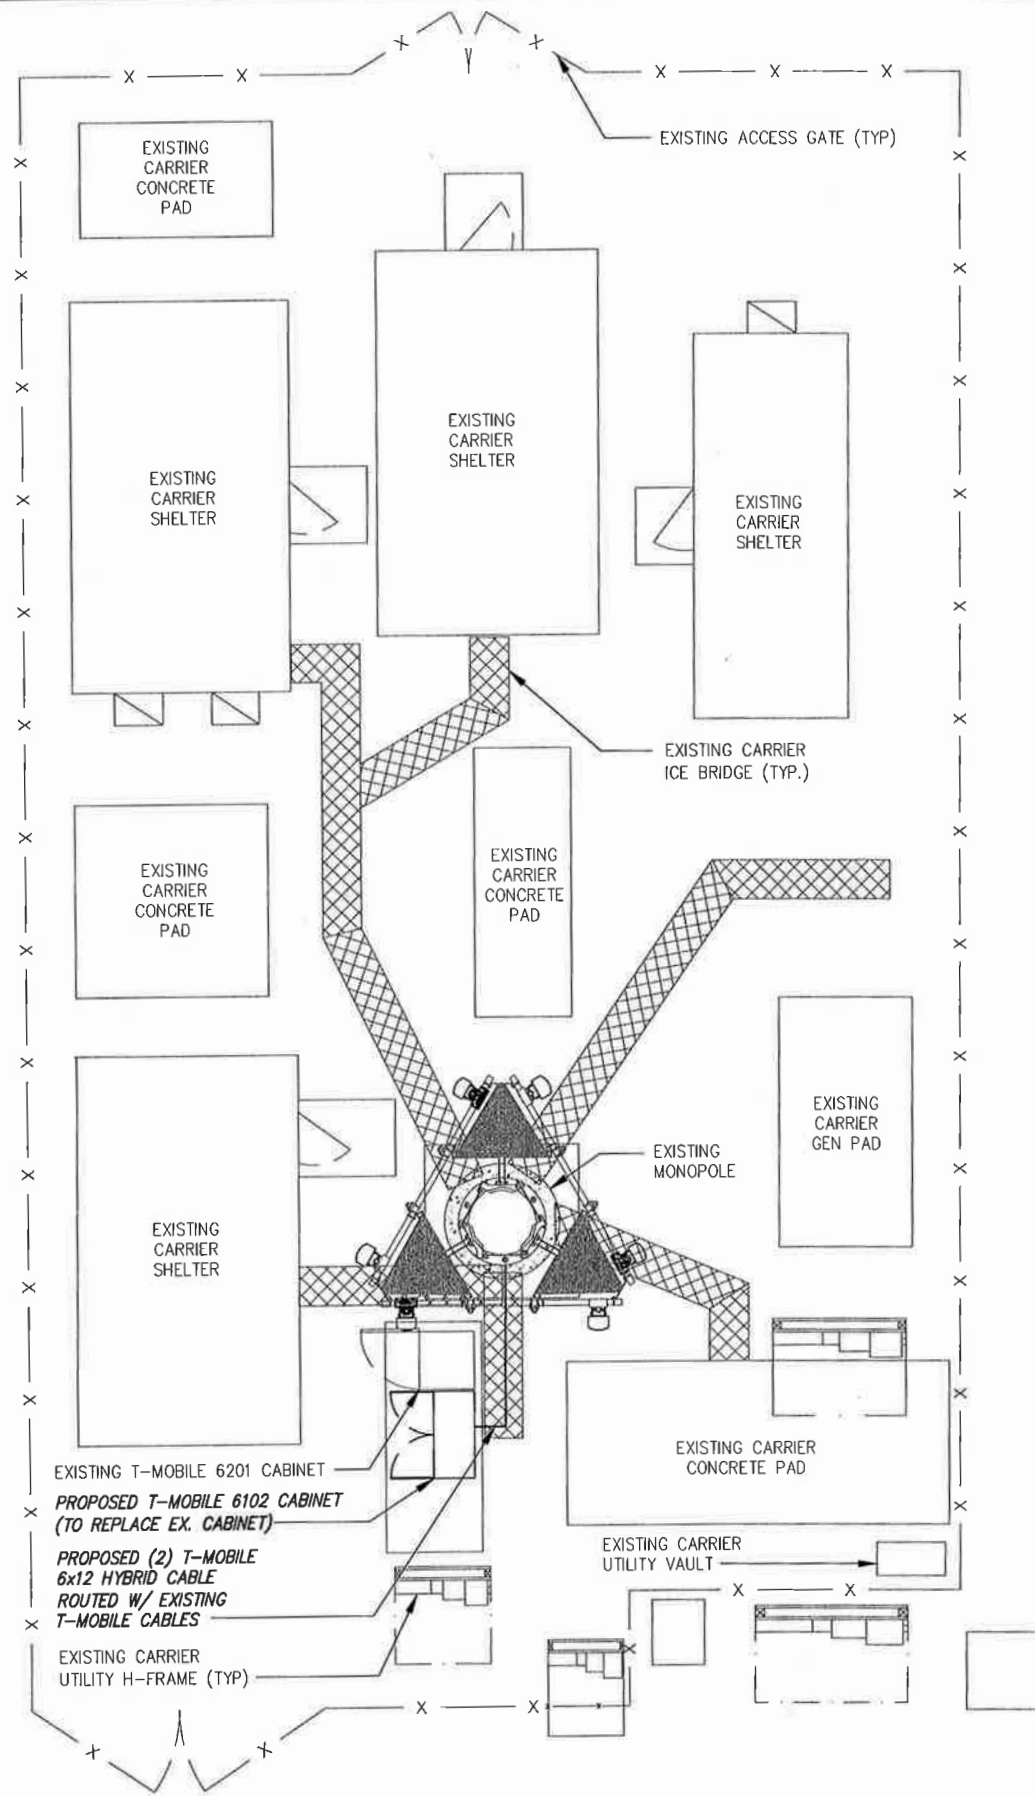 EXISTING ACCESS GATE (TYP)
EXISTING
CARRIER
CONCRETE
PAD
EXISTING
CARRIER
SHELTER
EXISTING
CARRIER
SHELTER
EXISTING
CARRIER
SHELTER
EXISTING CARRIER
ICE BRIDGE (TYP.)
EXISTING
CARRIER
CONCRETE
PAD
EXISTING
CARRIER
CONCRETE
PAD
EXISTING
CARRIER
GEN PAD
EXISTING
MONOPOLE
EXISTING
CARRIER
SHELTER
EXISTING CARRIER
CONCRETE PAD
EXISTING T-MOBILE 6201 CABINET
PROPOSED T-MOBILE 6102 CABINET
(TO REPLACE EX. CABINET)
PROPOSED (2) T-MOBILE
6x12 HYBRID CABLE
ROUTED W/ EXISTING
T-MOBILE CABLES
EXISTING CARRIER
UTILITY VAULT
EXISTING CARRIER
UTILITY H-FRAME (TYP)